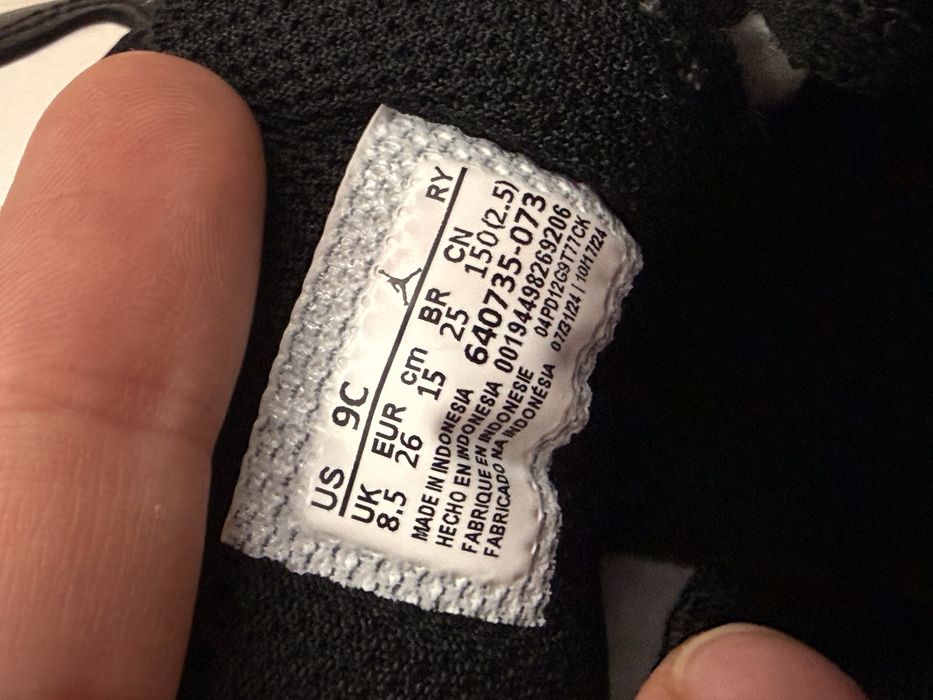 US 9C RY
UK EUR cm BR CN
8.5 26 15 25 150(2.5)
MADE IN INDONESIA 640735-073
HECHO EN INDONESIA 00194498269206
FABRIQUE EN INDONESIE 04PD12G9T77CK
FABRICADO NA INDONÉSIA 07/31/24 | 10/17/24